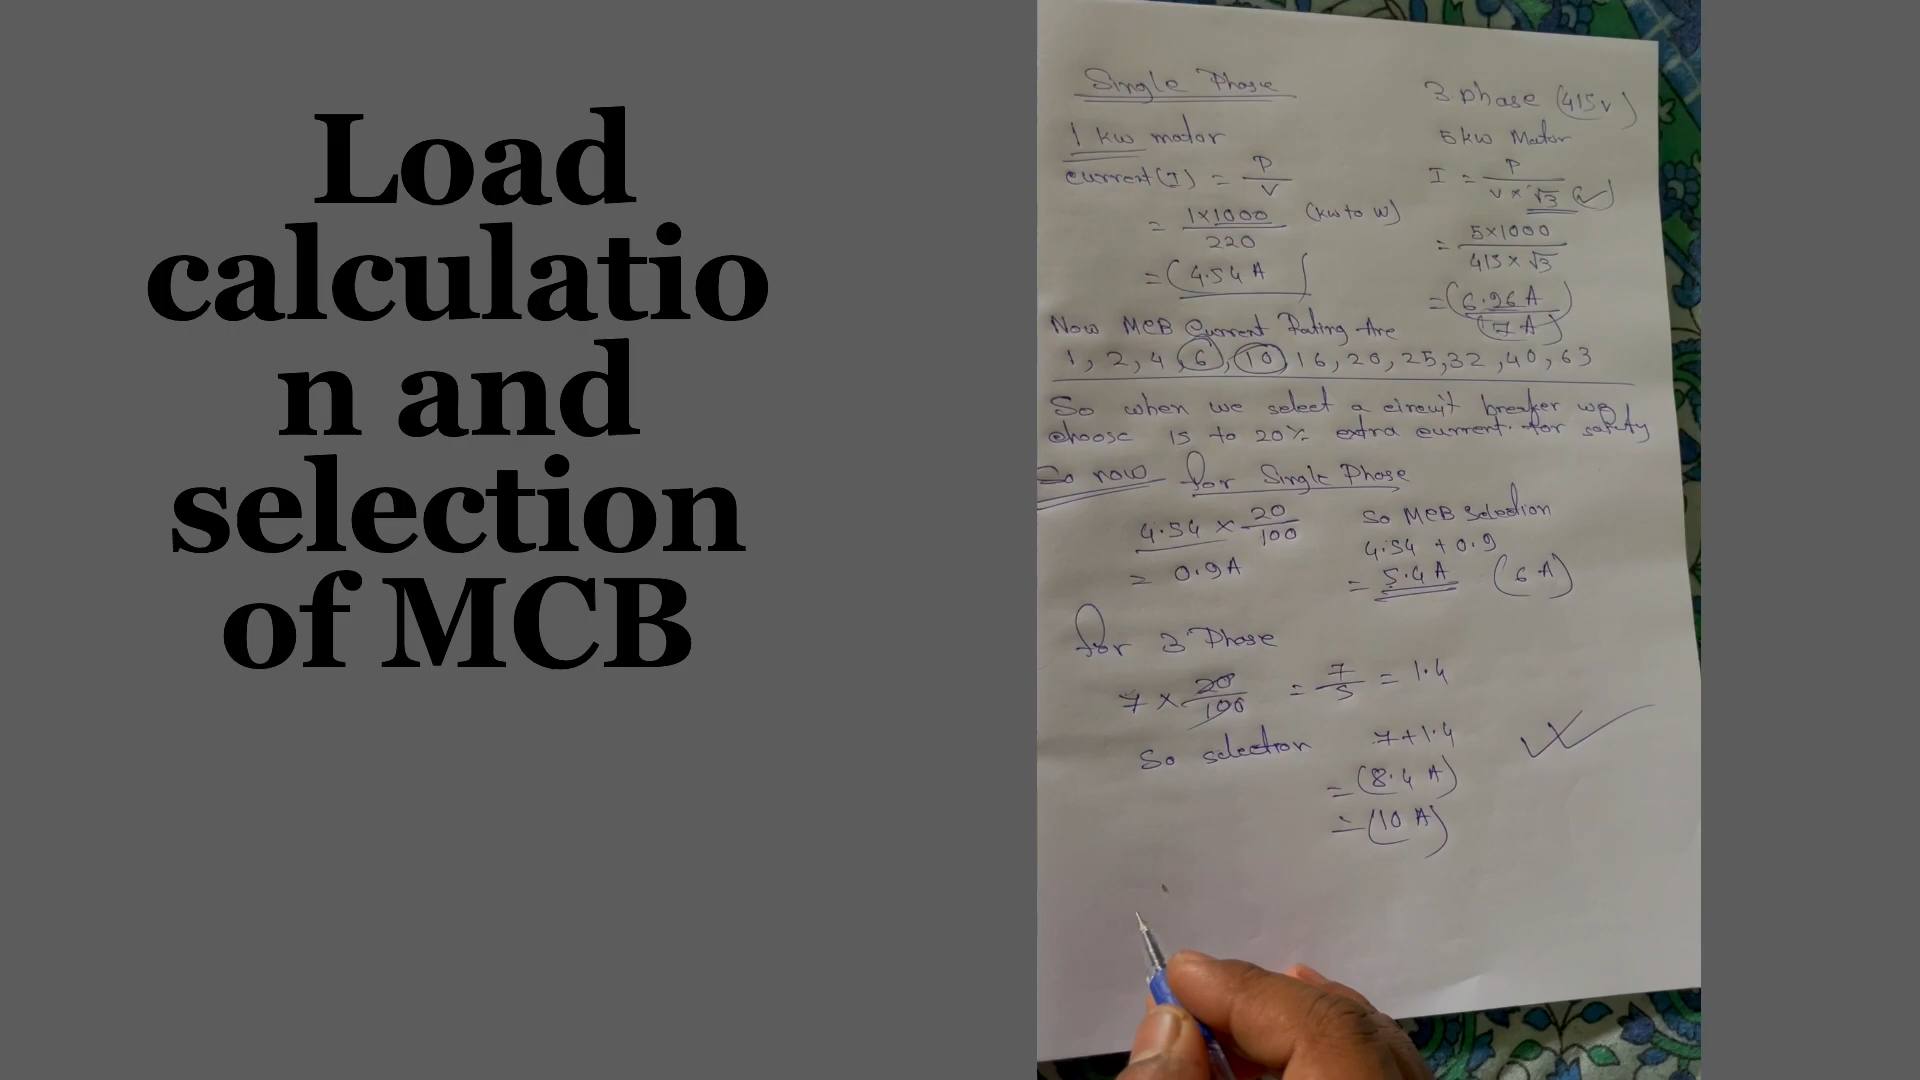 Load
calculatio
n and
selection
of MCB
Single Phase
1 kw motor
current (I) = P / V
= 1×1000 / 220 (kw to w)
= (4.54 A)
3 phase (415v)
5 kw Motor
I = P / V × √3
= 5×1000 / 415 × √3
= (6.96 A)
(7 A)
Now MCB Current Rating Are
1, 2, 4, 6, 10, 16, 20, 25, 32, 40, 63
So when we select a circuit breaker we
choose 15 to 20% extra current for safety
So now for Single Phase
4.54 × 20 / 100
= 0.9A
So MCB Selection
4.54 + 0.9
= 5.4 A (6 A)
for 3 Phase
7 × 20 / 100 = 7 / 5 = 1.4
So selection 7+1.4
= (8.4 A)
= (10 A)